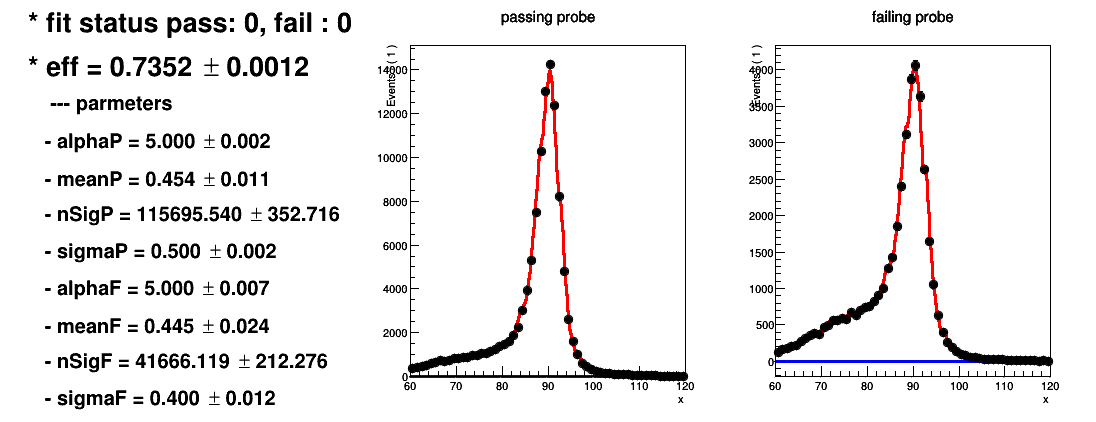 * fit status pass: 0, fail : 0
* eff = 0.7352 ± 0.0012
--- parmeters
- alphaP = 5.000 ± 0.002
- meanP = 0.454 ± 0.011
- nSigP = 115695.540 ± 352.716
- sigmaP = 0.500 ± 0.002
- alphaF = 5.000 ± 0.007
- meanF = 0.445 ± 0.024
- nSigF = 41666.119 ± 212.276
- sigmaF = 0.400 ± 0.012
passing probe
Events / ( 1 )
14000
12000
10000
8000
6000
4000
2000
0
60 70 80 90 100 110 120
x
failing probe
Events / ( 1 )
4000
3500
3000
2500
2000
1500
1000
500
0
60 70 80 90 100 110 120
x